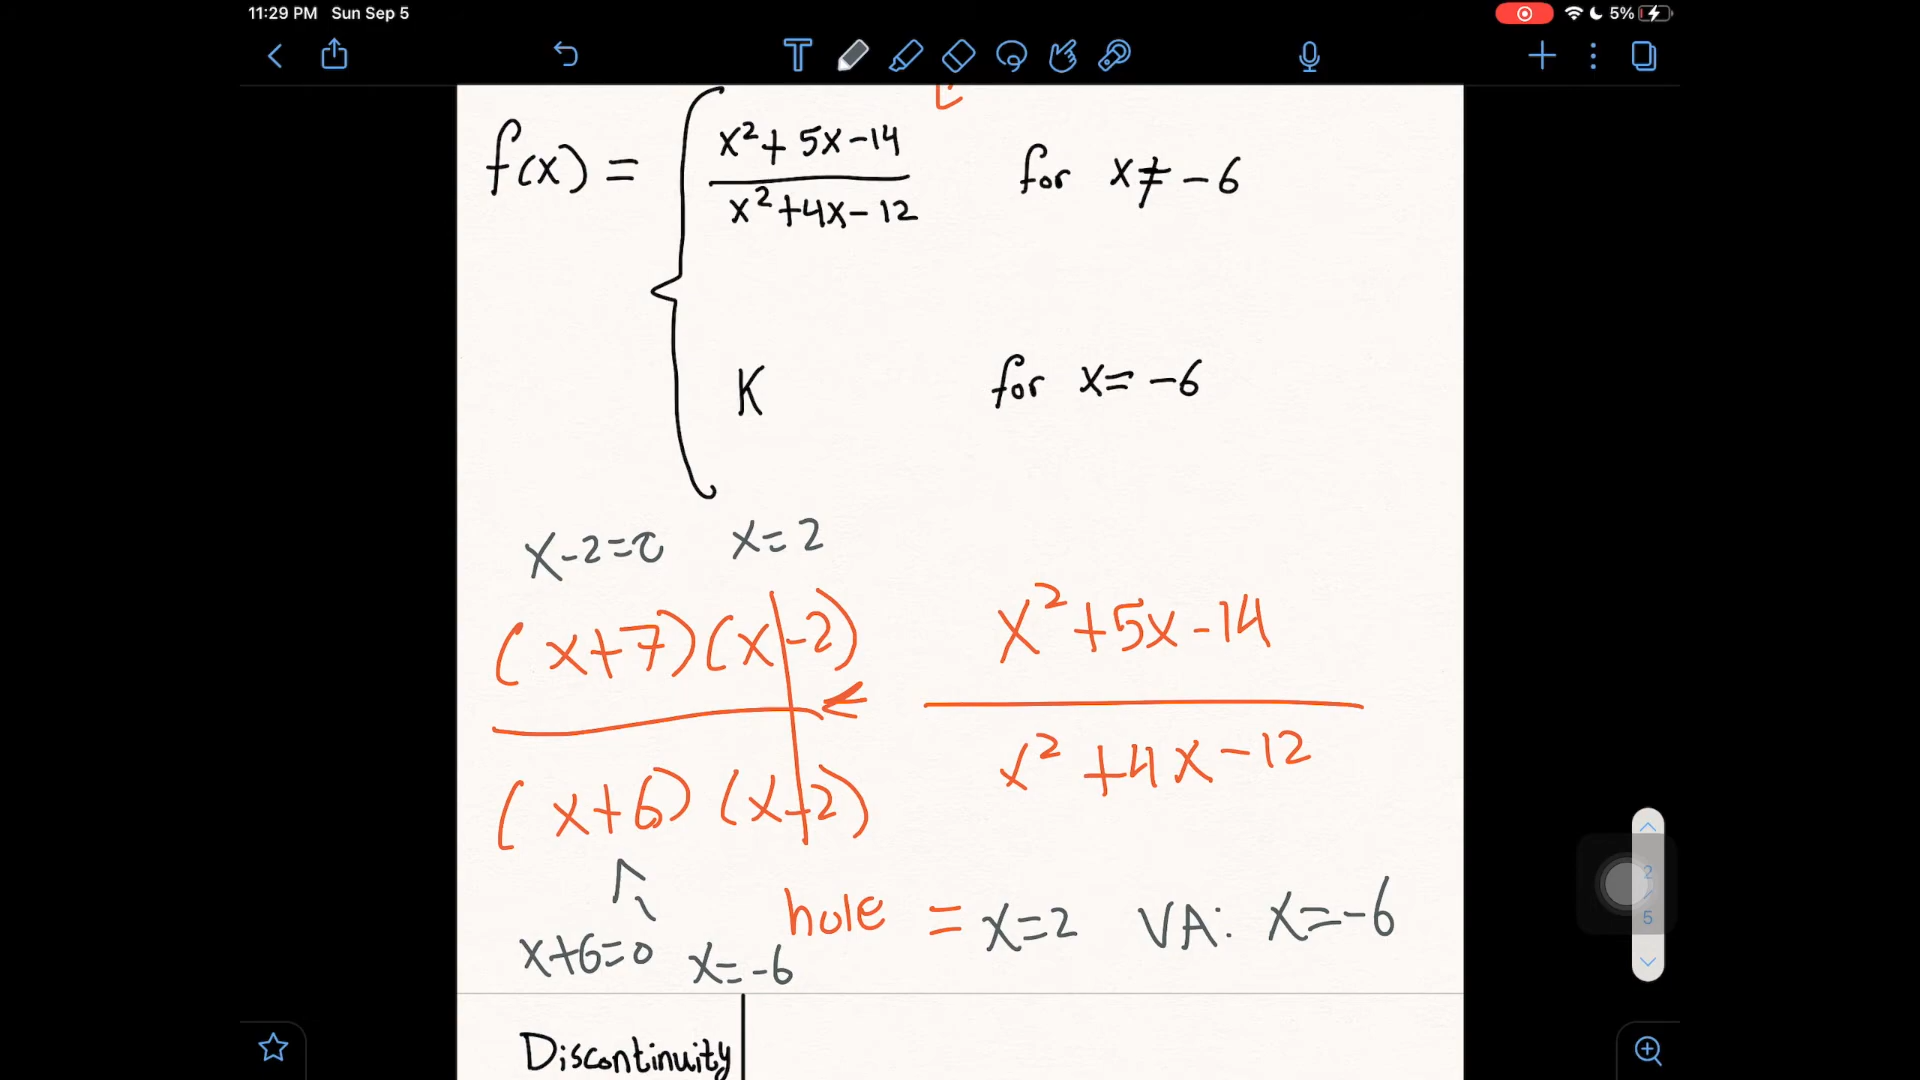 11:29 PM Sun Sep 5
5%
f(x) = { x²+5x-14 / x²+4x-12 for x≠-6
K for x=-6
x-2=0 x=2
(x+7)(x-2) / (x+6)(x-2)
x²+5x-14 / x²+4x-12
hole = x=2 VA: x=-6
x+6=0 x=-6
2 / 5
Discontinuity